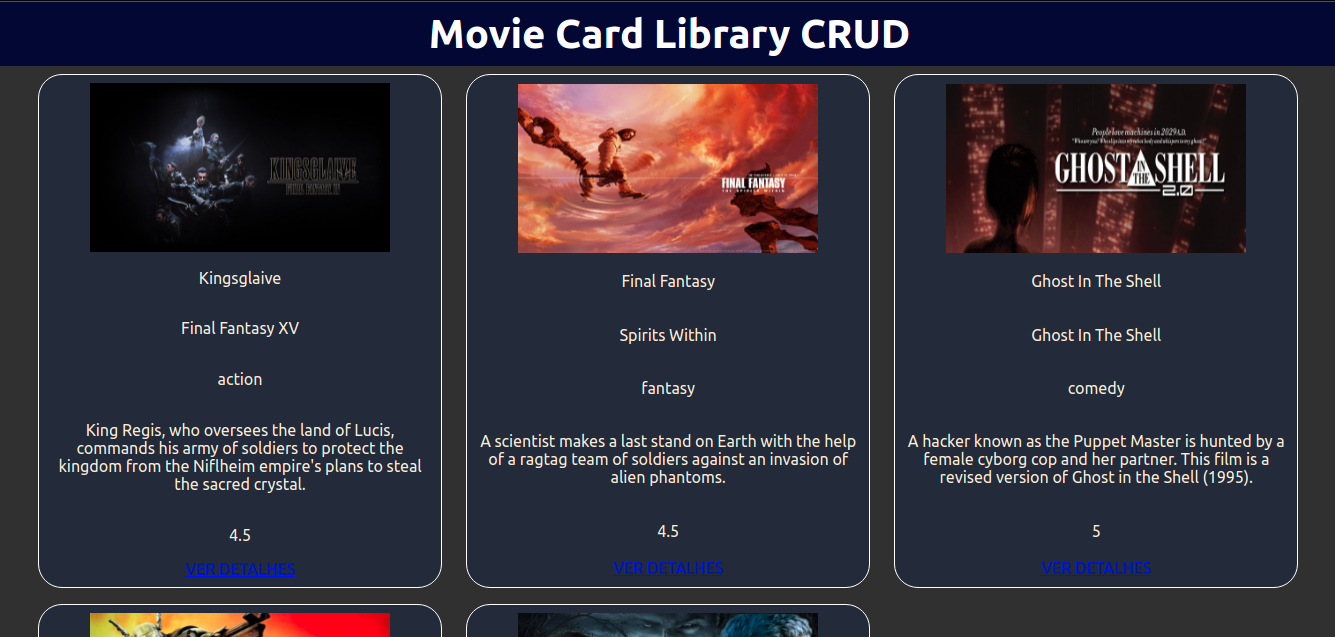 Movie Card Library CRUD
KINGSGLAIVE
FINAL FANTASY XV
Kingsglaive
Final Fantasy XV
action
King Regis, who oversees the land of Lucis,
commands his army of soldiers to protect the
kingdom from the Niflheim empire's plans to steal
the sacred crystal.
4.5
VER DETALHES
FINAL FANTASY
THE SPIRITS WITHIN
Final Fantasy
Spirits Within
fantasy
A scientist makes a last stand on Earth with the help
of a ragtag team of soldiers against an invasion of
alien phantoms.
4.5
VER DETALHES
People love machines in 2029 A.D.
GHOST IN THE SHELL
2.0
Ghost In The Shell
Ghost In The Shell
comedy
A hacker known as the Puppet Master is hunted by a
female cyborg cop and her partner. This film is a
revised version of Ghost in the Shell (1995).
5
VER DETALHES